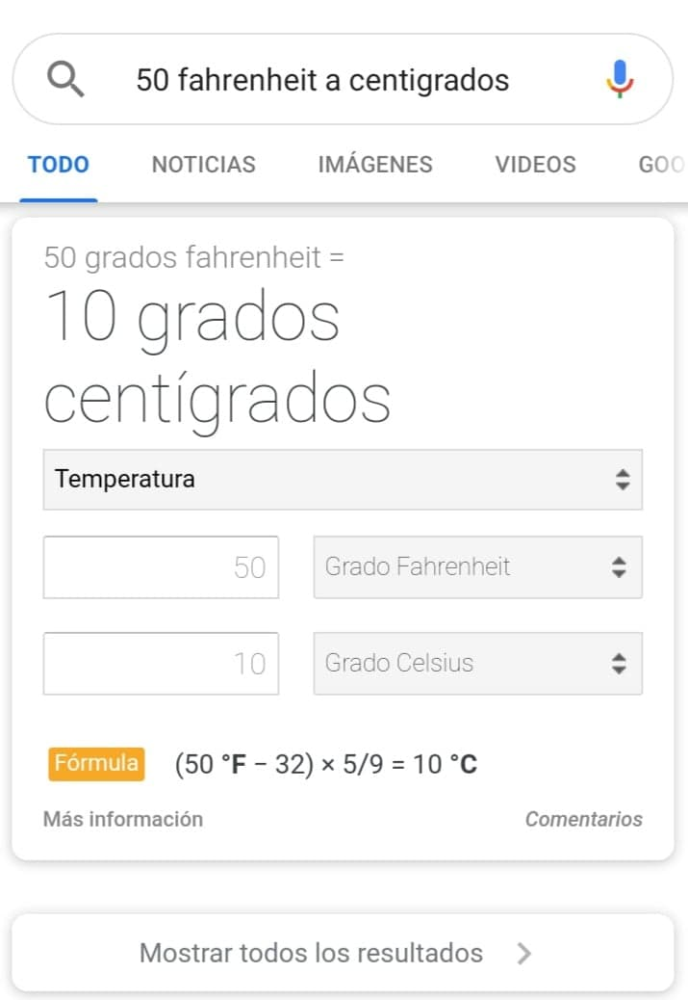 50 fahrenheit a centigrados
TODO NOTICIAS IMÁGENES VIDEOS GOO
50 grados fahrenheit =
10 grados
centígrados
Temperatura
50 Grado Fahrenheit
10 Grado Celsius
Fórmula (50 °F − 32) × 5/9 = 10 °C
Más información Comentarios
Mostrar todos los resultados